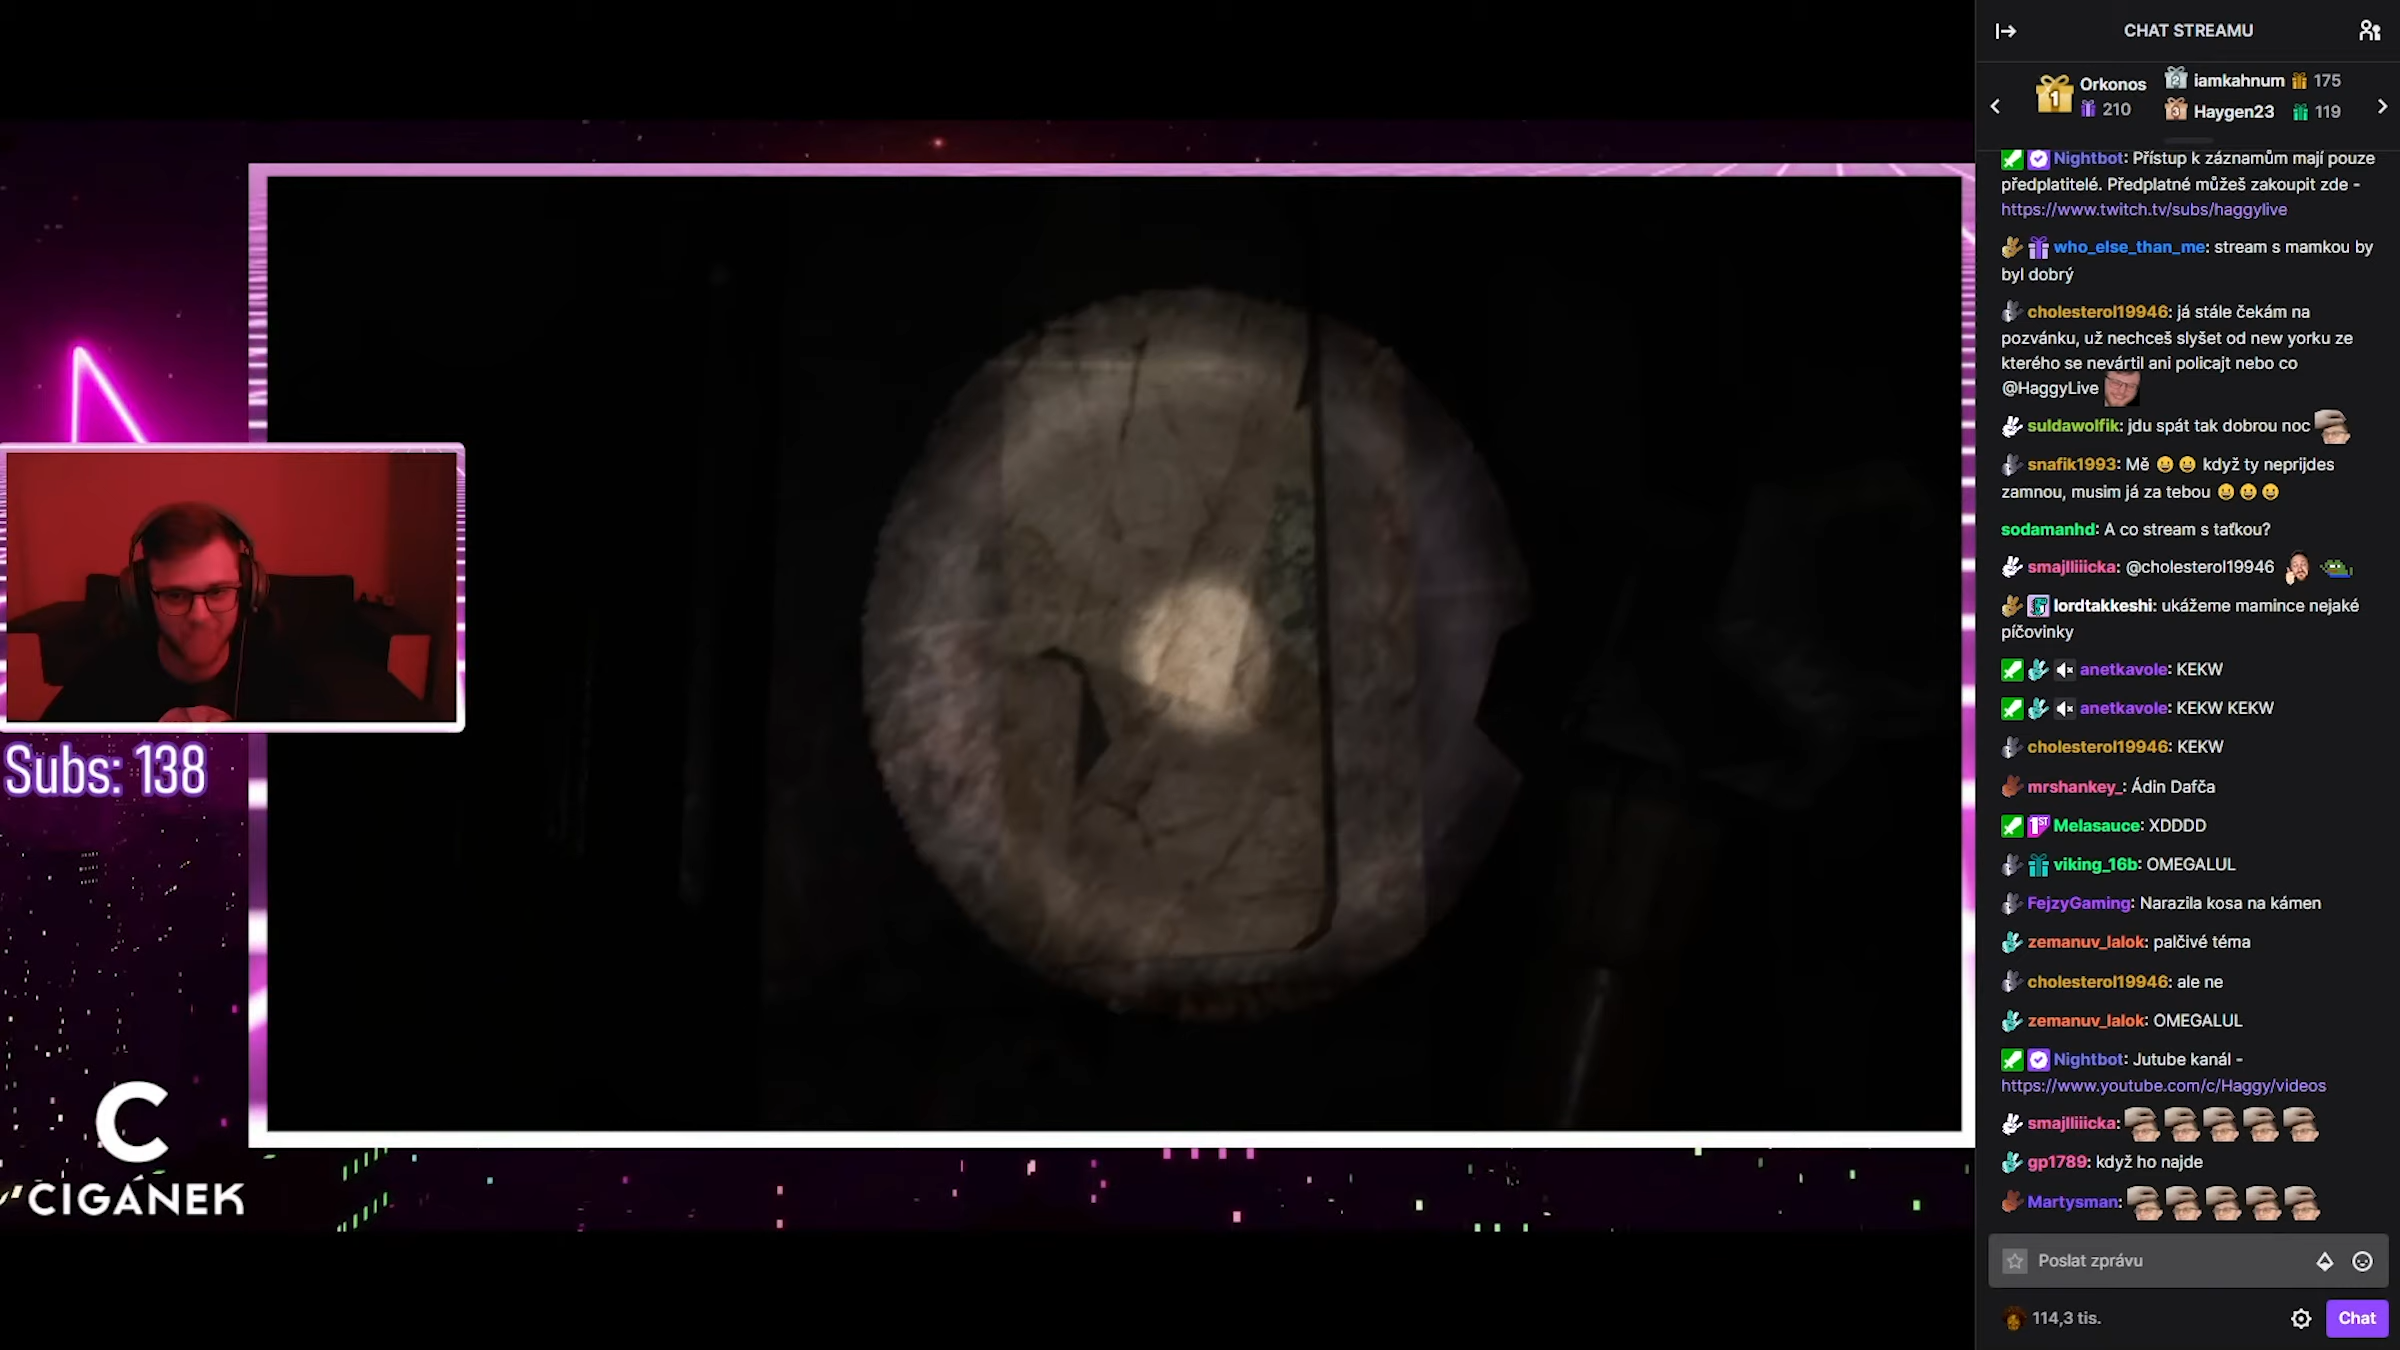 CHAT STREAMU
1 Orkonos
210
2 iamkahnum 175
3 Haygen23 119
Nightbot: Přístup k záznamům mají pouze
předplatitelé. Předplatné můžeš zakoupit zde -
https://www.twitch.tv/subs/haggylive
who_else_than_me: stream s mamkou by
byl dobrý
cholesterol19946: já stále čekám na
pozvánku, už nechceš slyšet od new yorku ze
kterého se nevártil ani policajt nebo co
@HaggyLive
suldawolfik: jdu spát tak dobrou noc
snafik1993: Mě 😀 😀 když ty neprijdes
zamnou, musim já za tebou 😀 😀 😀
sodamanhd: A co stream s taťkou?
smajlliiicka: @cholesterol19946
lordtakkeshi: ukážeme mamince nejaké
píčovinky
anetkavole: KEKW
anetkavole: KEKW KEKW
cholesterol19946: KEKW
mrshankey_: Ádin Dafča
1ST Melasauce: XDDDD
viking_16b: OMEGALUL
FejzyGaming: Narazila kosa na kámen
zemanuv_lalok: palčivé téma
cholesterol19946: ale ne
zemanuv_lalok: OMEGALUL
Nightbot: Jutube kanál -
https://www.youtube.com/c/Haggy/videos
smajlliiicka:
gp1789: když ho najde
Martysman:
Poslat zprávu
114,3 tis.
Chat
Subs: 138
C
CIGÁNEK